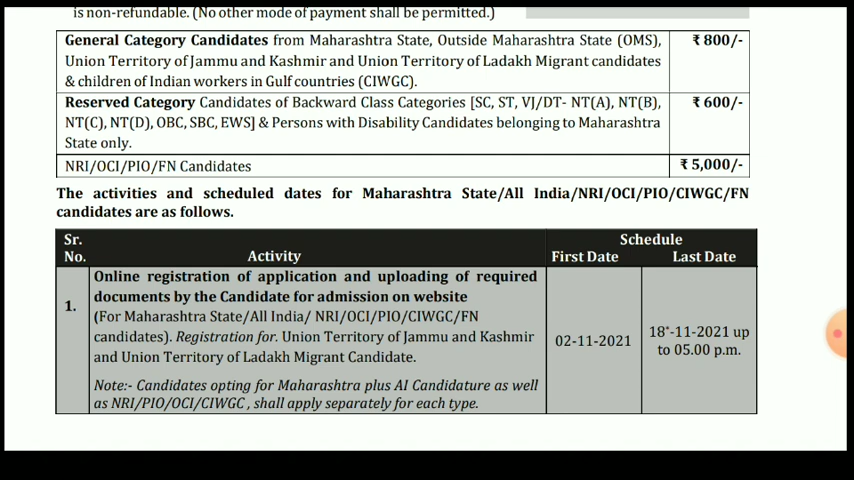 is non-refundable. (No other mode of payment shall be permitted.)
General Category Candidates from Maharashtra State, Outside Maharashtra State (OMS), ₹ 800/-
Union Territory of Jammu and Kashmir and Union Territory of Ladakh Migrant candidates
& children of Indian workers in Gulf countries (CIWGC).
Reserved Category Candidates of Backward Class Categories [SC, ST, VJ/DT- NT(A), NT(B), ₹ 600/-
NT(C), NT(D), OBC, SBC, EWS] & Persons with Disability Candidates belonging to Maharashtra
State only.
NRI/OCI/PIO/FN Candidates ₹ 5,000/-
The activities and scheduled dates for Maharashtra State/All India/NRI/OCI/PIO/CIWGC/FN
candidates are as follows.
Sr. No. Activity Schedule
First Date Last Date
1. Online registration of application and uploading of required
documents by the Candidate for admission on website
(For Maharashtra State/All India/ NRI/OCI/PIO/CIWGC/FN
candidates). Registration for. Union Territory of Jammu and Kashmir
and Union Territory of Ladakh Migrant Candidate.
Note:- Candidates opting for Maharashtra plus AI Candidature as well
as NRI/PIO/OCI/CIWGC , shall apply separately for each type.
02-11-2021
18*-11-2021 up
to 05.00 p.m.